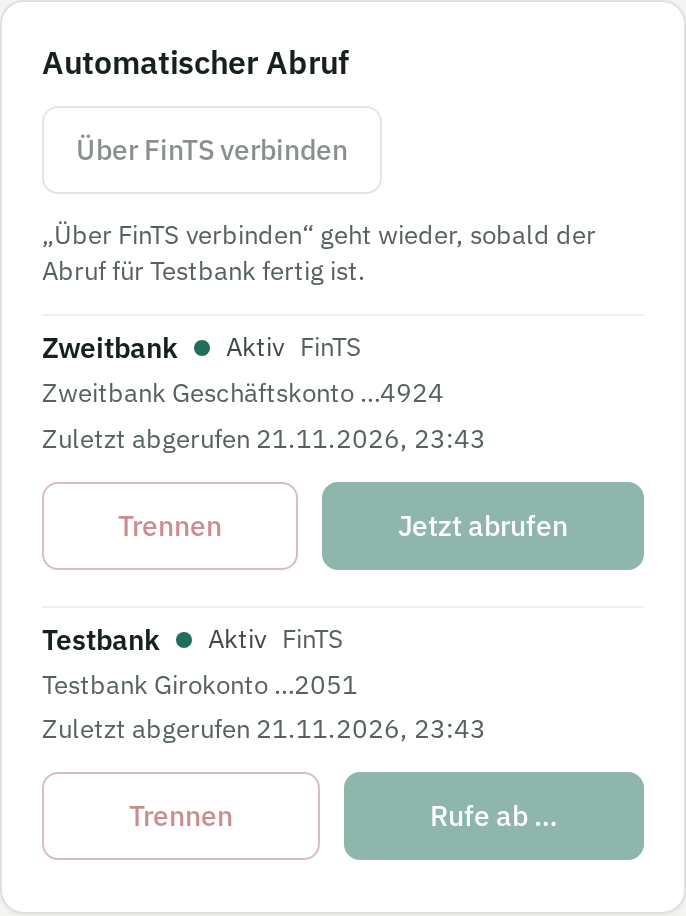 Automatischer Abruf
Über FinTS verbinden
„Über FinTS verbinden“ geht wieder, sobald der
Abruf für Testbank fertig ist.
Zweitbank Aktiv FinTS
Zweitbank Geschäftskonto …4924
Zuletzt abgerufen 21.11.2026, 23:43
Trennen Jetzt abrufen
Testbank Aktiv FinTS
Testbank Girokonto …2051
Zuletzt abgerufen 21.11.2026, 23:43
Trennen Rufe ab …